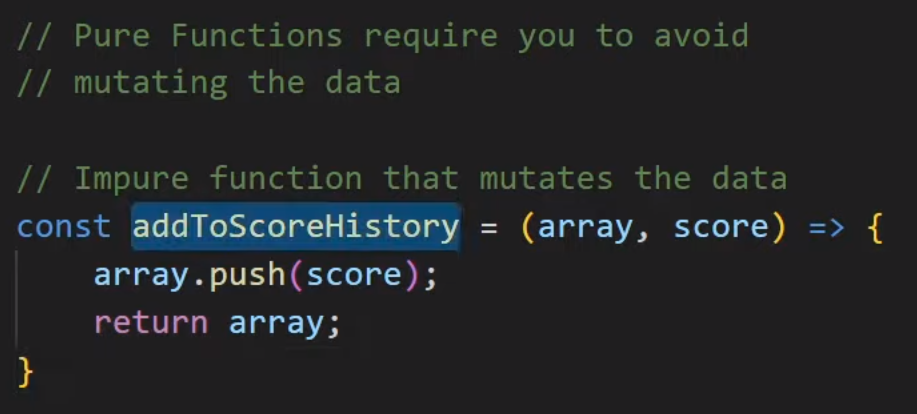 // Pure Functions require you to avoid
// mutating the data
// Impure function that mutates the data
const addToScoreHistory = (array, score) => {
    array.push(score);
    return array;
}